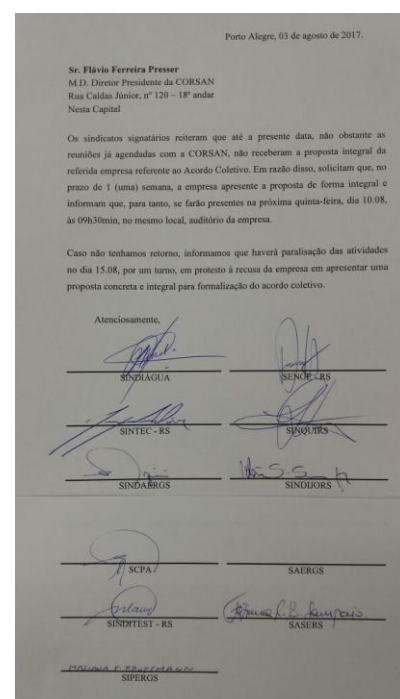 Porto Alegre, 03 de agosto de 2017.
Sr. Flávio Ferreira Presser
M.D. Diretor Presidente da CORSAN
Rua Caldas Júnior, nº 120 – 18º andar
Nesta Capital
Os sindicatos signatários reiteram que até a presente data, não obstante as
reuniões já agendadas com a CORSAN, não receberam a proposta integral da
referida empresa referente ao Acordo Coletivo. Em razão disso, solicitam que, no
prazo de 1 (uma) semana, a empresa apresente a proposta de forma integral e
informam que, para tanto, se farão presentes na próxima quinta-feira, dia 10.08,
às 09h30min, no mesmo local, auditório da empresa.
Caso não tenhamos retorno, informamos que haverá paralisação das atividades
no dia 15.08, por um turno, em protesto à recusa da empresa em apresentar uma
proposta concreta e integral para formalização do acordo coletivo.
Atenciosamente,
SINDIÁGUA
SENGE - RS
SINTEC - RS
SINQUIRS
SINDAERGS
SINDIJORS
SCPA
SAERGS
SINDITEST - RS
SASERS
SIPERGS